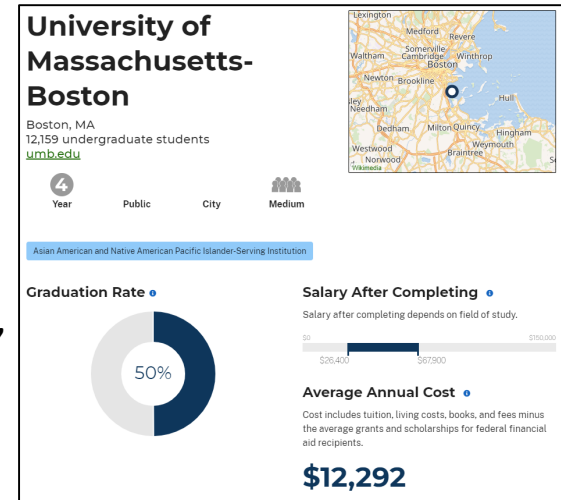 University of
Massachusetts-
Boston
Boston, MA
12,159 undergraduate students
umb.edu
4
Year
Public
City
Medium
Asian American and Native American Pacific Islander-Serving Institution
Lexington
Medford
Revere
Somerville
Waltham
Cambridge
Winthrop
Boston
Newton
Brookline
Hull
Needham
Dedham
Milton
Quincy
Hingham
Weymouth
Westwood
Braintree
Norwood
Wikimedia
Graduation Rate
50%
Salary After Completing
Salary after completing depends on field of study.
$0
$150,000
$26,400
$67,900
Average Annual Cost
Cost includes tuition, living costs, books, and fees minus
the average grants and scholarships for federal financial
aid recipients.
$12,292